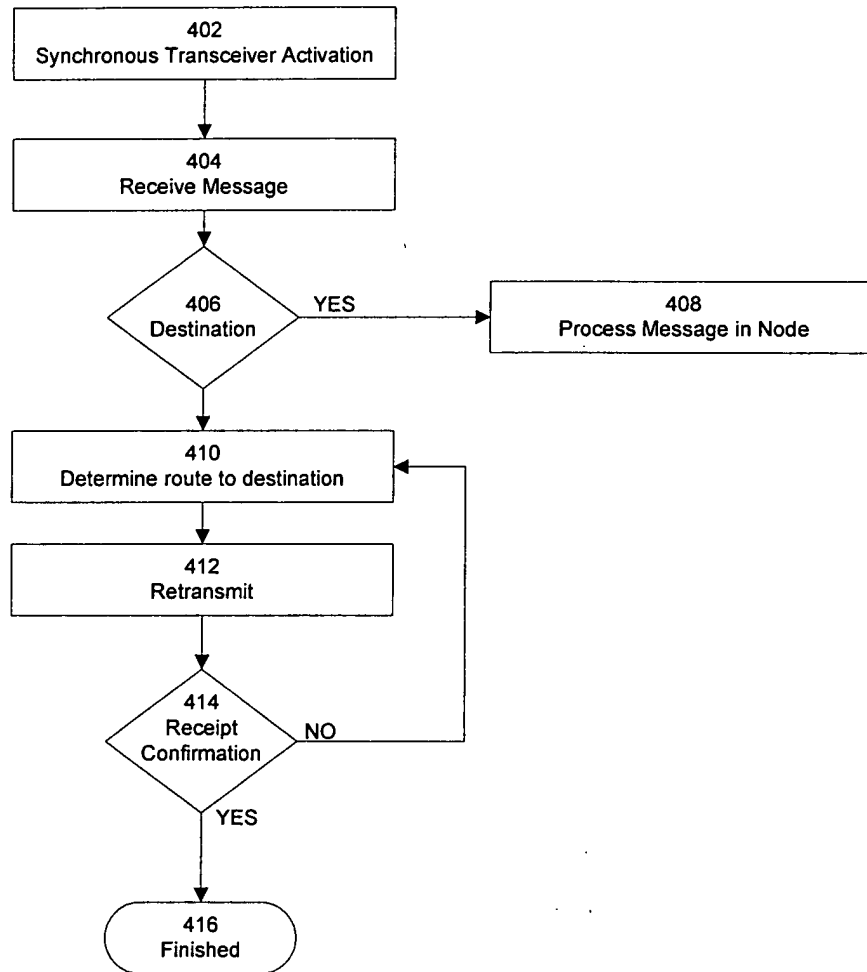 402
Synchronous Transceiver Activation
404
Receive Message
406
Destination
YES
408
Process Message in Node
410
Determine route to destination
412
Retransmit
414
Receipt
Confirmation
NO
YES
416
Finished